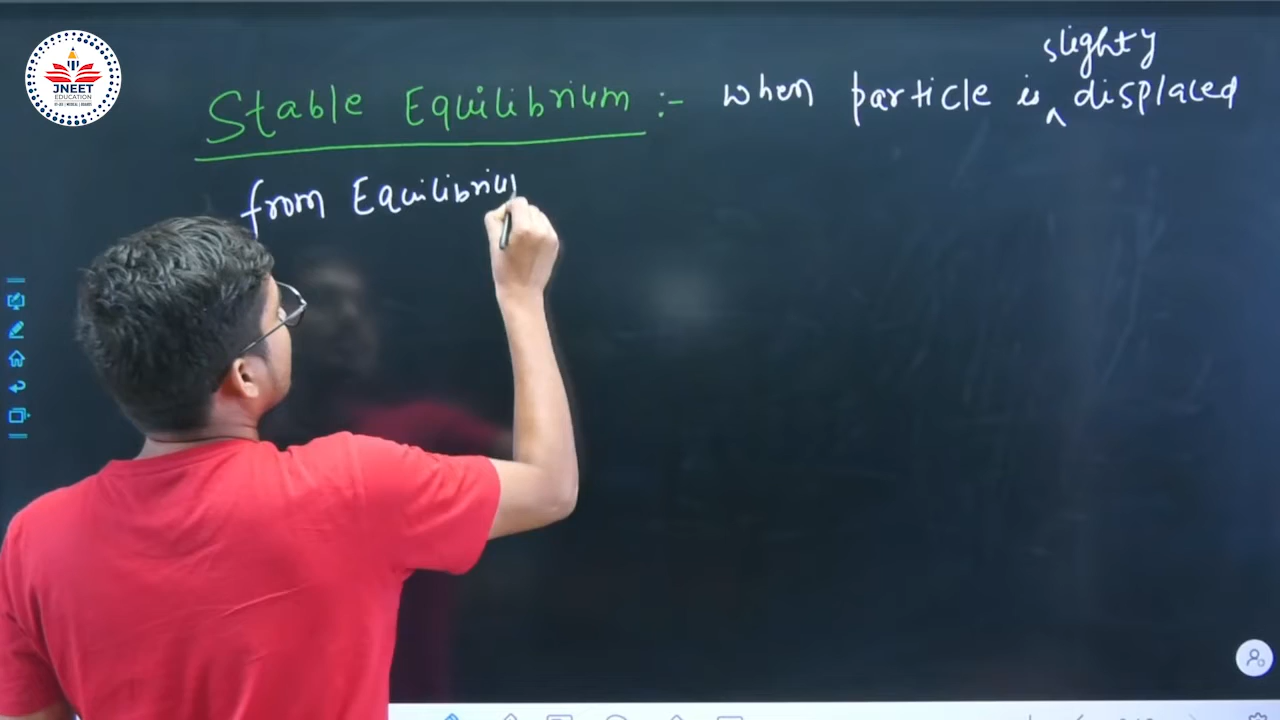 JNEET
EDUCATION
slighty
Stable Equilibrium :- when particle is ^ displaced
from Equilibriu